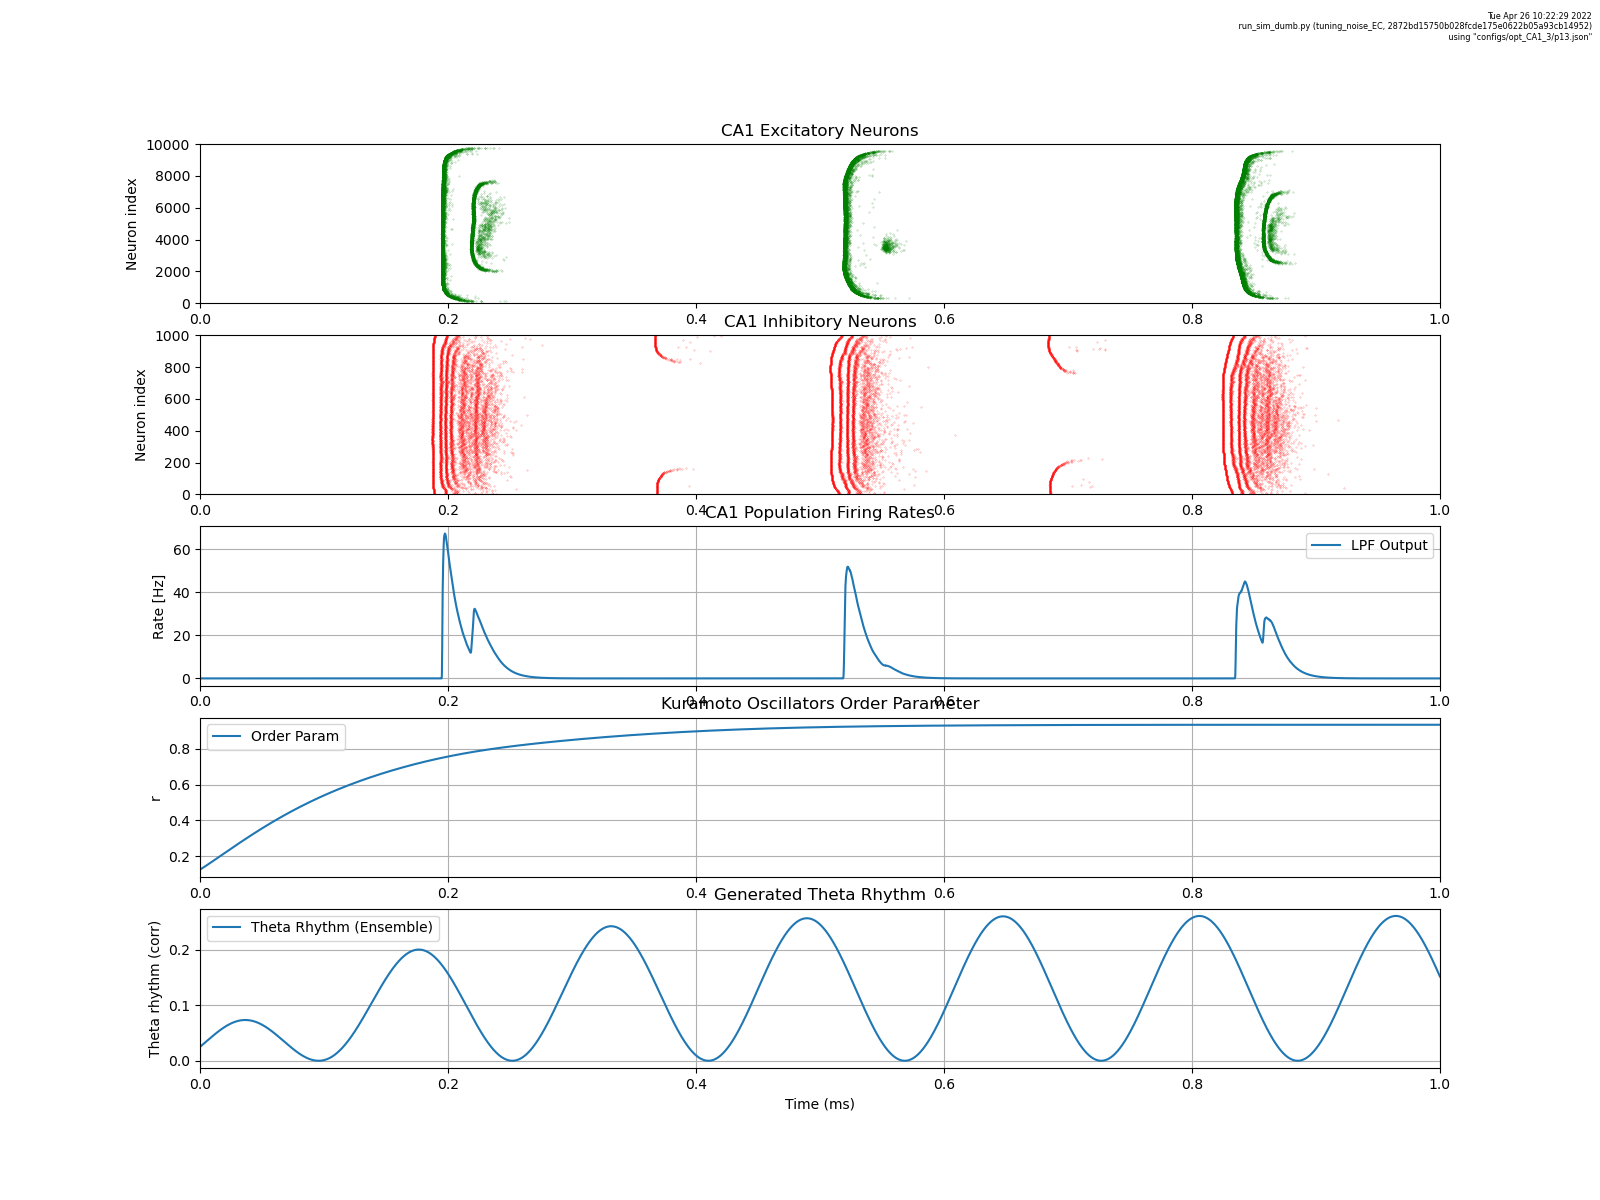 Tue Apr 26 10:22:29 2022
run_sim_dumb.py (tuning_noise_EC, 2872bd15750b028fcde175e0622b05a93cb14952)
using "configs/opt_CA1_3/p13.json"
CA1 Excitatory Neurons
Neuron index
10000
8000
6000
4000
2000
0
0.0 0.2 0.4 0.6 0.8 1.0
CA1 Inhibitory Neurons
Neuron index
1000
800
600
400
200
0
0.0 0.2 0.4 0.6 0.8 1.0
CA1 Population Firing Rates
Rate [Hz]
LPF Output
60
40
20
0
0.0 0.2 0.4 0.6 0.8 1.0
Kuramoto Oscillators Order Parameter
r
Order Param
0.8
0.6
0.4
0.2
0.0 0.2 0.4 0.6 0.8 1.0
Generated Theta Rhythm
Theta rhythm (corr)
Theta Rhythm (Ensemble)
0.2
0.1
0.0
0.0 0.2 0.4 0.6 0.8 1.0
Time (ms)